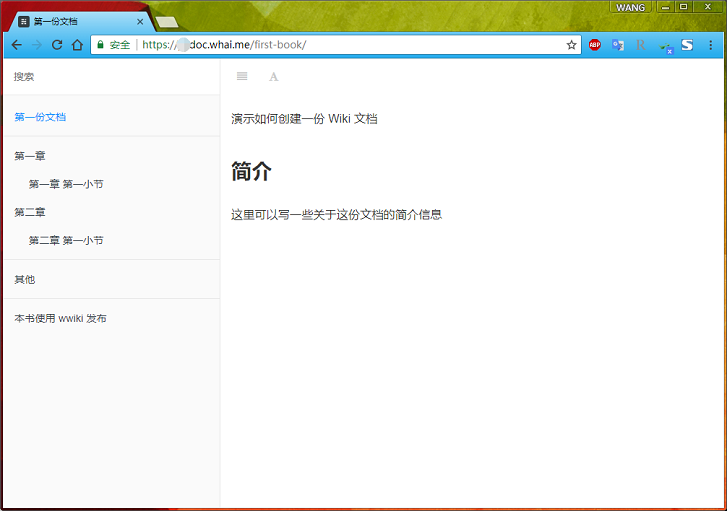 WANG
第一份文档
安全 https:// doc.whai.me/first-book/
ABP
R
S
搜索
A
第一份文档
第一章
第一章 第一小节
第二章
第二章 第一小节
其他
本书使用 wwiki 发布
演示如何创建一份 Wiki 文档
简介
这里可以写一些关于这份文档的简介信息